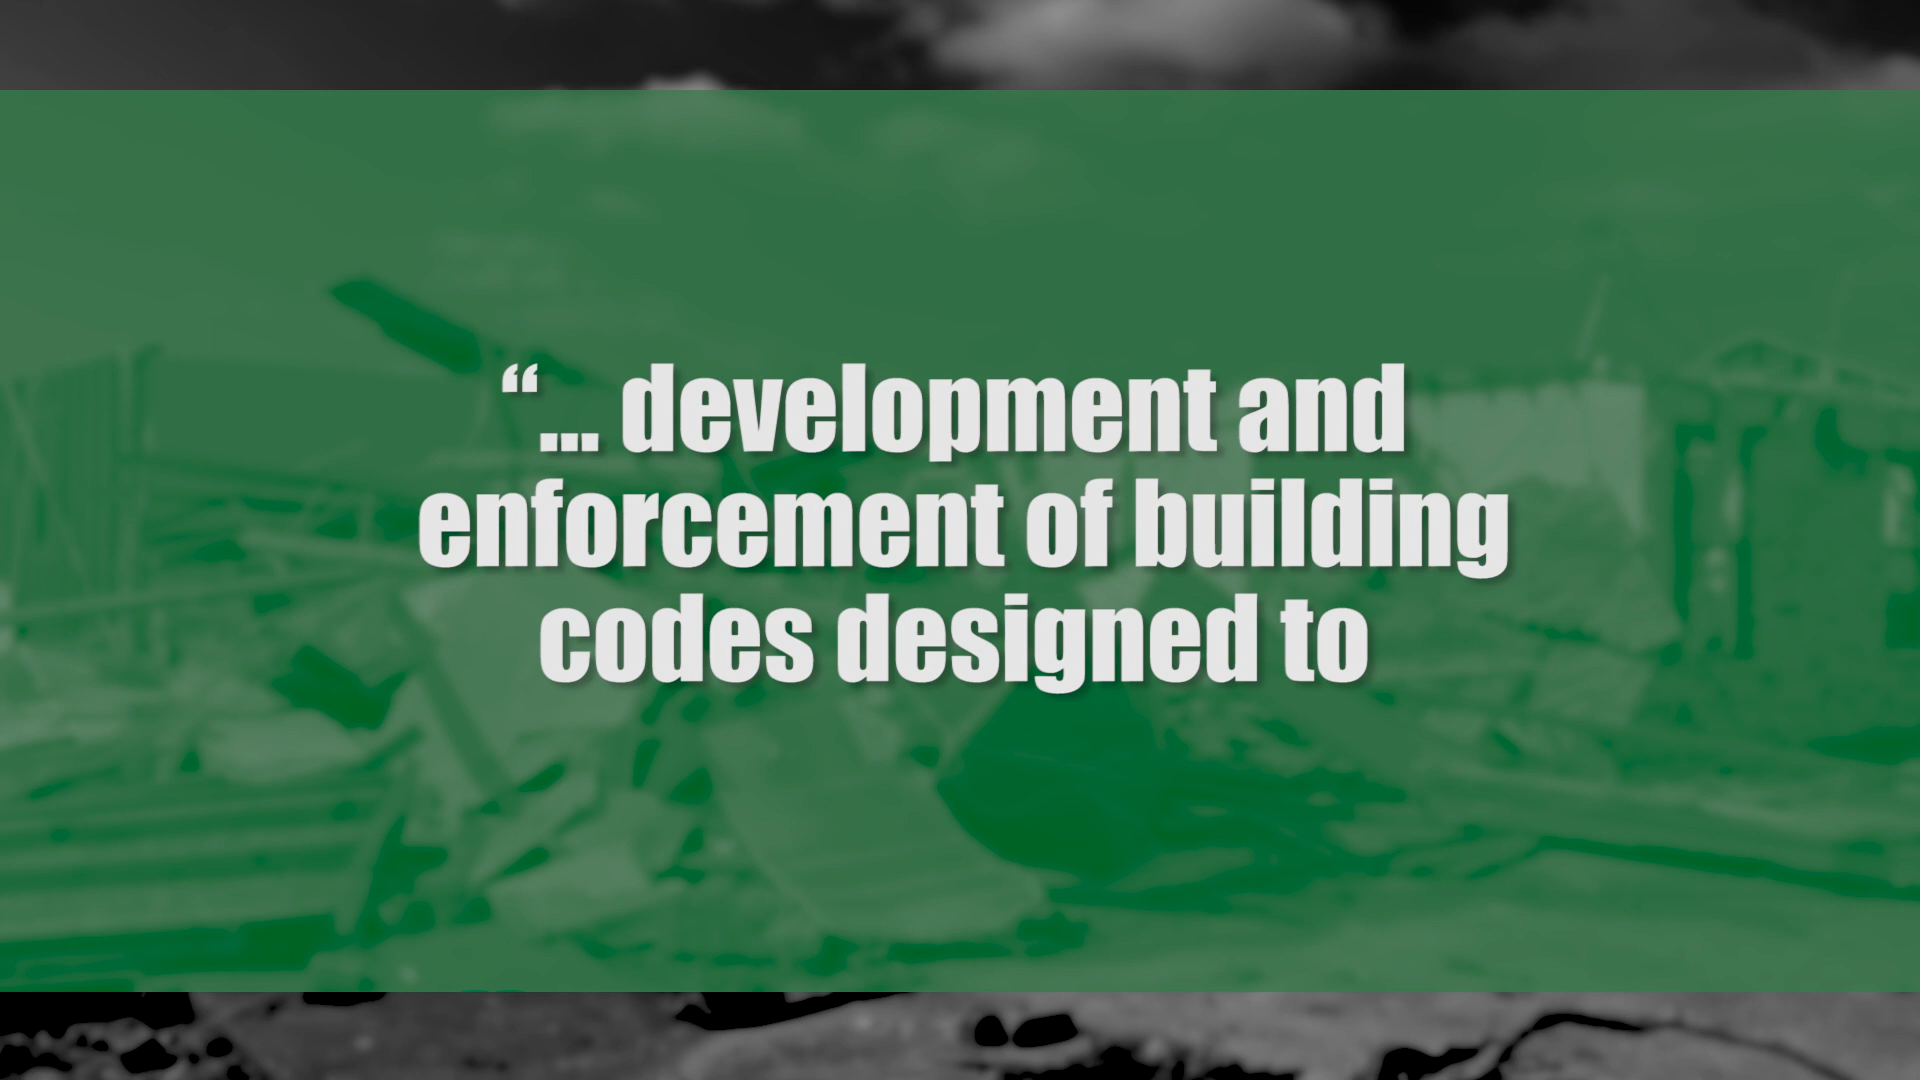 “... development and
enforcement of building
codes designed to